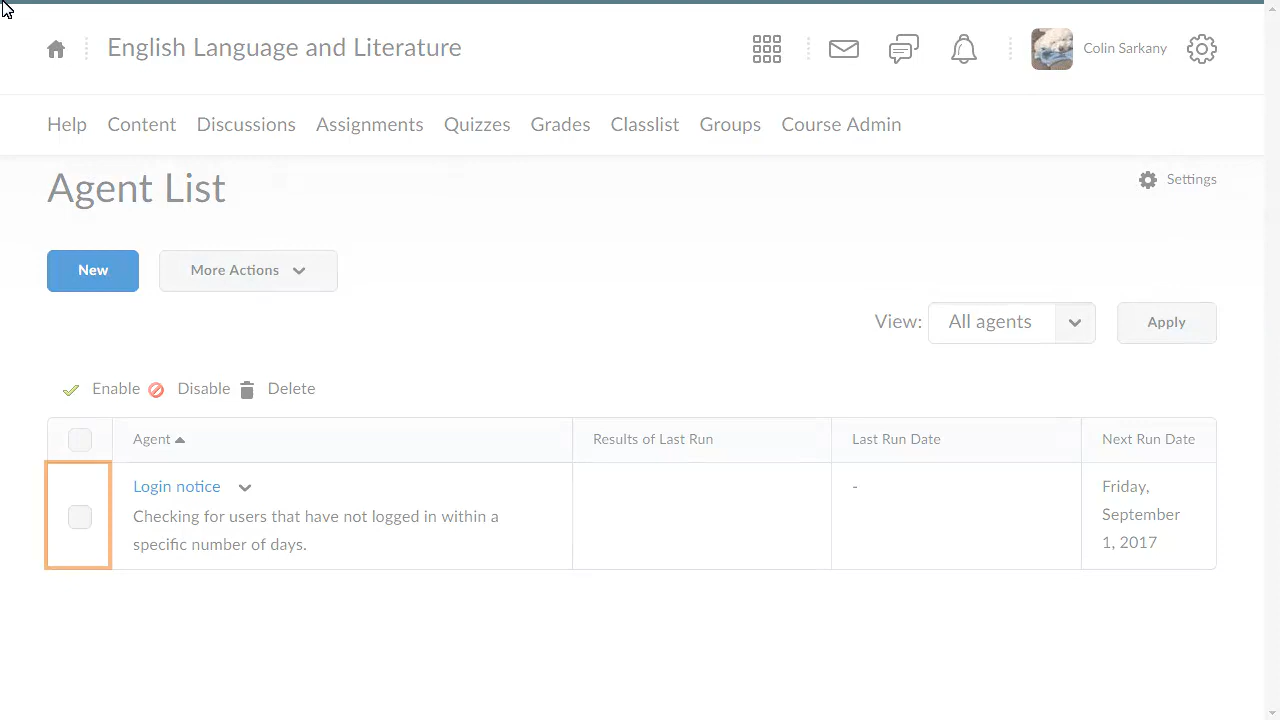 English Language and Literature
Colin Sarkany
Help Content Discussions Assignments Quizzes Grades Classlist Groups Course Admin
Agent List
Settings
New More Actions
View: All agents Apply
Enable Disable Delete
Agent Results of Last Run Last Run Date Next Run Date
Login notice - Friday,
Checking for users that have not logged in within a September
specific number of days. 1, 2017